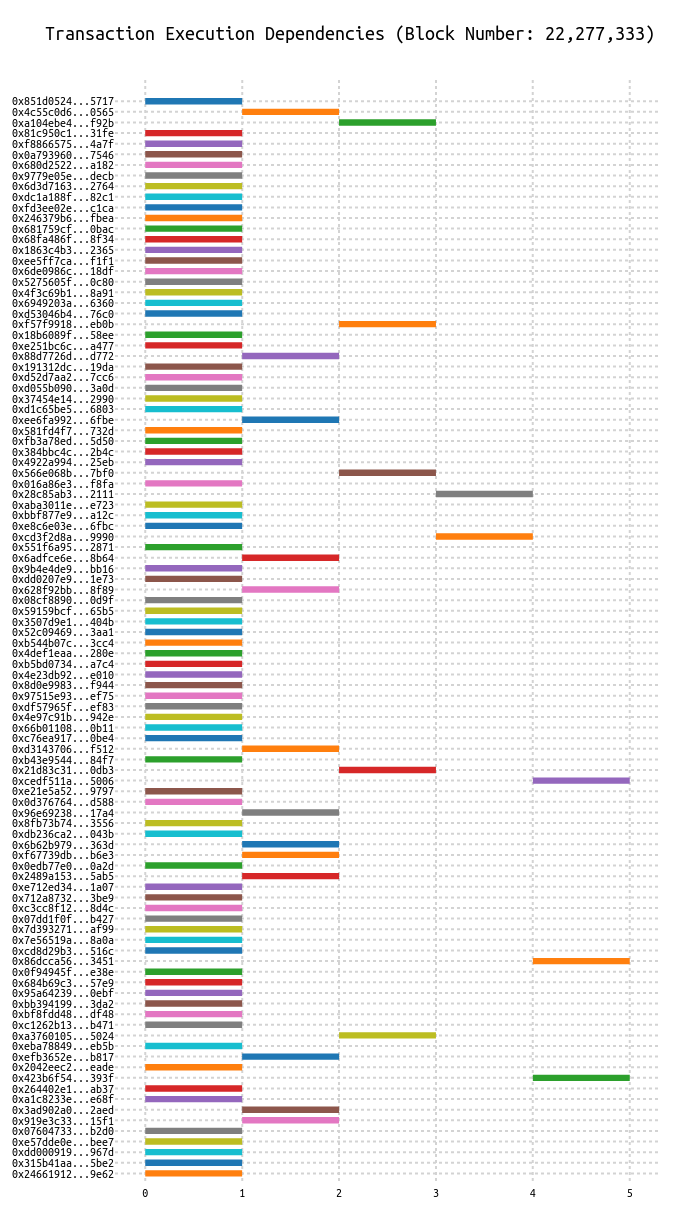 Transaction Execution Dependencies (Block Number: 22,277,333)
0x851d0524...5717
0x4c55c0d6...0565
0xa104ebe4...f92b
0x81c950c1...31fe
0xf8866575...4a7f
0x0a793960...7546
0x680d2522...a182
0x9779e05e...decb
0x6d3d7163...2764
0xdc1a188f...82c1
0xfd3ee02e...c1ca
0x246379b6...fbea
0x681759cf...0bac
0x68fa486f...8f34
0x1863c4b3...2365
0xee5ff7ca...f1f1
0x6de0986c...18df
0x5275605f...0c80
0x4f3c69b1...8a91
0x6949203a...6360
0xd53046b4...76c0
0xf57f9918...eb0b
0x18b6089f...58ee
0xe251bc6c...a477
0x88d7726d...d772
0x191312dc...19da
0xd52d7aa2...7cc6
0xd055b090...3a0d
0x37454e14...2990
0xd1c65be5...6803
0xee6fa992...6fbe
0x581fd4f7...732d
0xfb3a78ed...5d50
0x384bbc4c...2b4c
0x4922a994...25eb
0x566e068b...7bf0
0x016a86e3...f8fa
0x28c85ab3...2111
0xaba3011e...e723
0xbbf877e9...a12c
0xe8c6e03e...6fbc
0xcd3f2d8a...9990
0x551f6a95...2871
0x6adfce6e...8b64
0x9b4e4de9...bb16
0xdd0207e9...1e73
0x628f92bb...8f89
0x08cf8890...0d9f
0x59159bcf...65b5
0x3507d9e1...404b
0x52c09469...3aa1
0xb544b07c...3cc4
0x4def1eaa...280e
0xb5bd0734...a7c4
0x4e23db92...e010
0x8d0e9983...f944
0x97515e93...ef75
0xdf57965f...ef83
0x4e97c91b...942e
0x66b01108...0b11
0xc76ea917...0be4
0xd3143706...f512
0xb43e9544...84f7
0x21d83c31...0db3
0xcedf511a...5006
0xe21e5a52...9797
0x0d376764...d588
0x96e69238...17a4
0x8fb73b74...3556
0xdb236ca2...043b
0x6b62b979...363d
0xf67739db...b6e3
0x0edb77e0...0a2d
0x2489a153...5ab5
0xe712ed34...1a07
0x712a8732...3be9
0xc3cc8f12...8d4c
0x07dd1f0f...b427
0x7d393271...af99
0x7e56519a...8a0a
0xcd8d29b3...516c
0x86dcca56...3451
0x0f94945f...e38e
0x684b69c3...57e9
0x95a64239...0ebf
0xbb394199...3da2
0xbf8fdd48...df48
0xc1262b13...b471
0xa3760105...5024
0xeba78849...eb5b
0xefb3652e...b817
0x2042eec2...eade
0x423b6f54...393f
0x264402e1...ab37
0xa1c8233e...e68f
0x3ad902a0...2aed
0x919e3c33...15f1
0x07604733...b2d0
0xe57dde0e...bee7
0xdd000919...967d
0x315b41aa...5be2
0x24661912...9e62
0 1 2 3 4 5